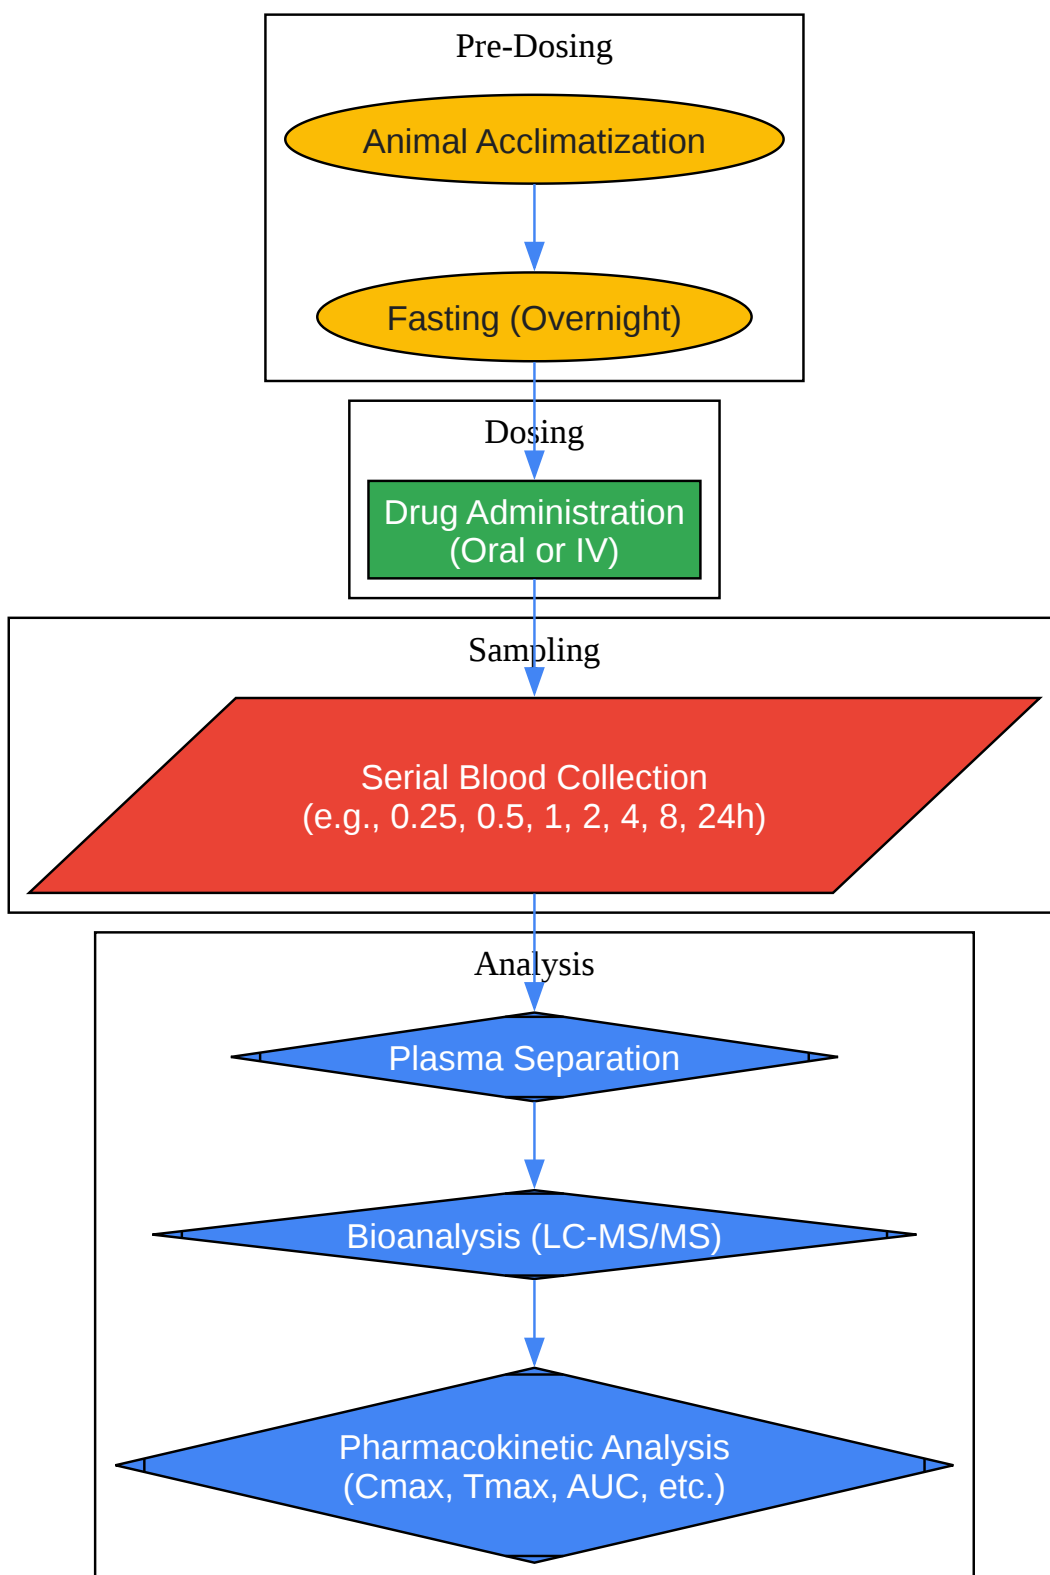 Pre-Dosing
Animal Acclimatization
Fasting (Overnight)
Dosing
Drug Administration
(Oral or IV)
Sampling
Serial Blood Collection
(e.g., 0.25, 0.5, 1, 2, 4, 8, 24h)
Analysis
Plasma Separation
Bioanalysis (LC-MS/MS)
Pharmacokinetic Analysis
(Cmax, Tmax, AUC, etc.)